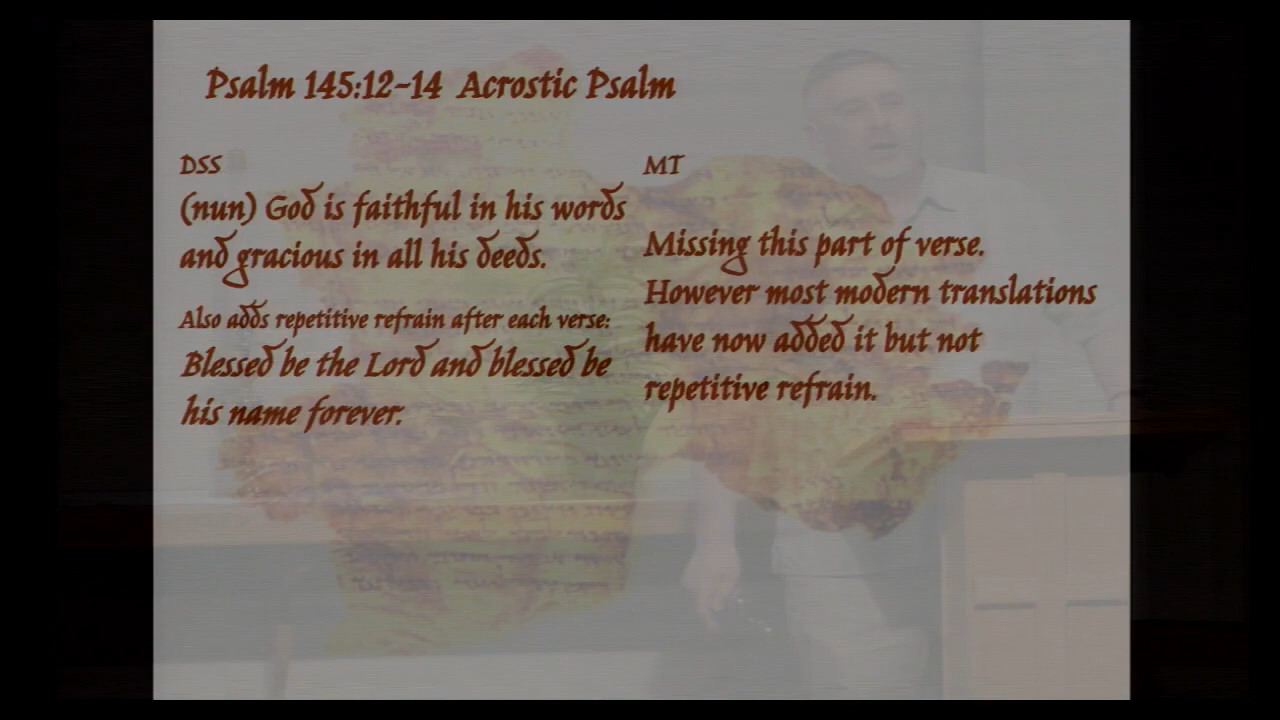 Psalm 145:12-14 Acrostic Psalm
DSS
(nun) God is faithful in his words
and gracious in all his deeds.
Also adds repetitive refrain after each verse:
Blessed be the Lord and blessed be
his name forever.
MT
Missing this part of verse.
However most modern translations
have now added it but not
repetitive refrain.